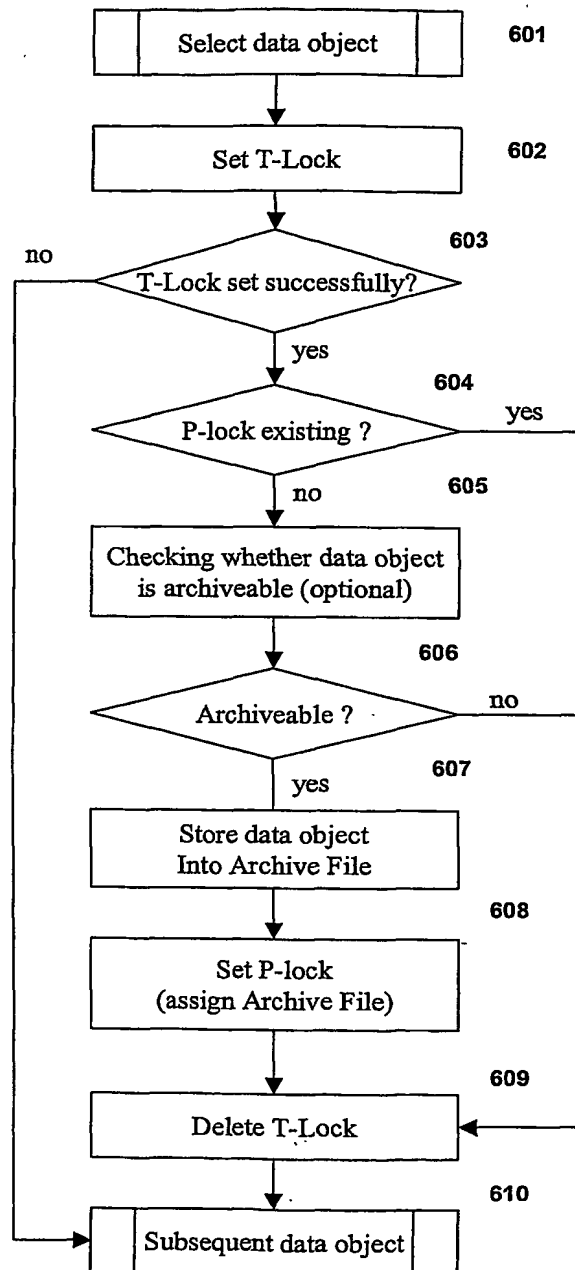 Select data object
601
Set T-Lock
602
603
no
T-Lock set successfully?
yes
604
P-lock existing ?
yes
no
605
Checking whether data object
is archiveable (optional)
606
Archiveable ?
no
607
yes
Store data object
Into Archive File
608
Set P-lock
(assign Archive File)
609
Delete T-Lock
610
Subsequent data object